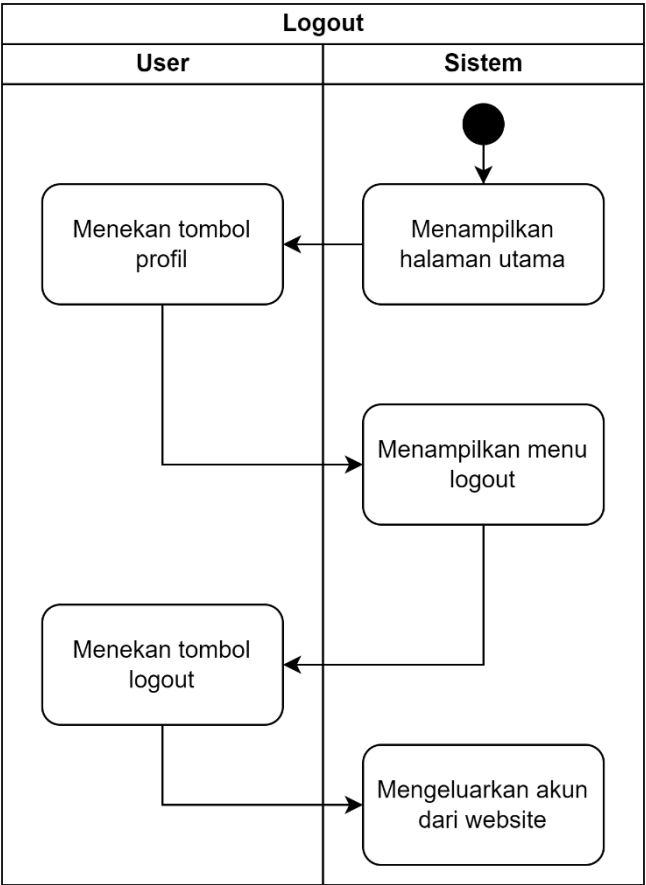 Logout
User
Sistem
Menekan tombol
profil
Menampilkan
halaman utama
Menampilkan menu
logout
Menekan tombol
logout
Mengeluarkan akun
dari website